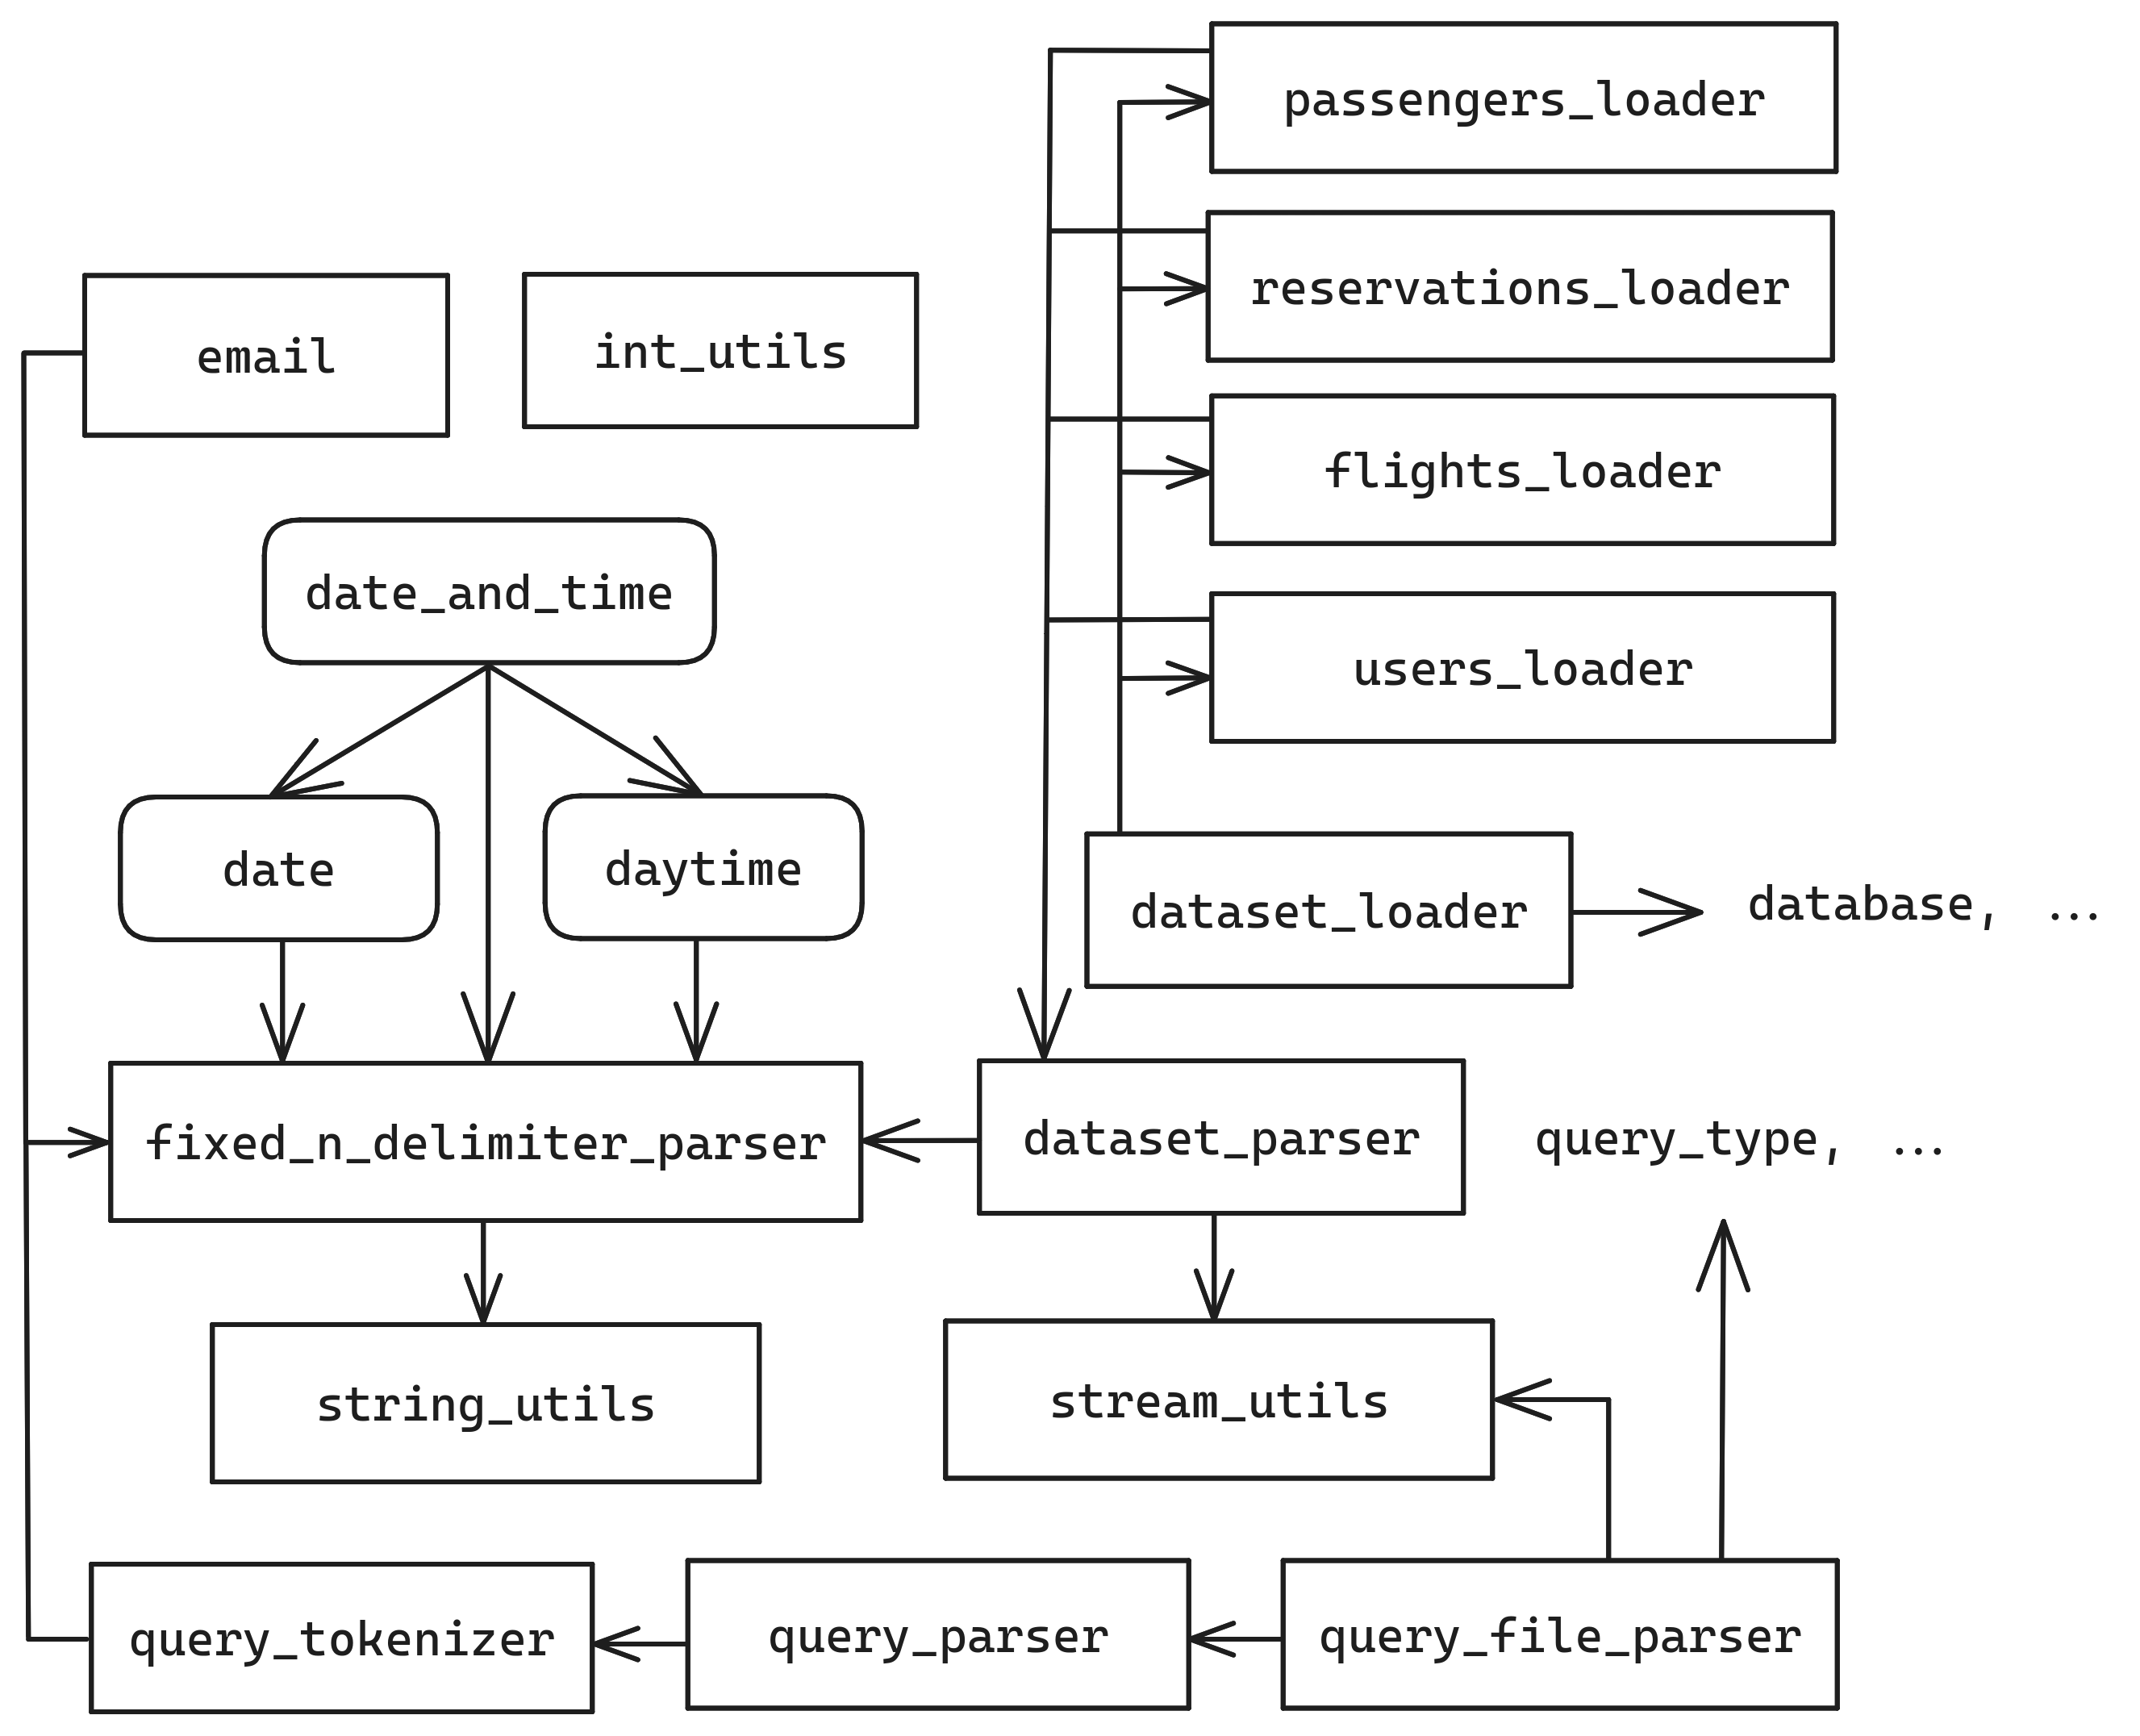 passengers_loader
reservations_loader
email
int_utils
flights_loader
date_and_time
users_loader
date
daytime
dataset_loader
database, ...
fixed_n_delimiter_parser
dataset_parser
query_type, ...
string_utils
stream_utils
query_tokenizer
query_parser
query_file_parser